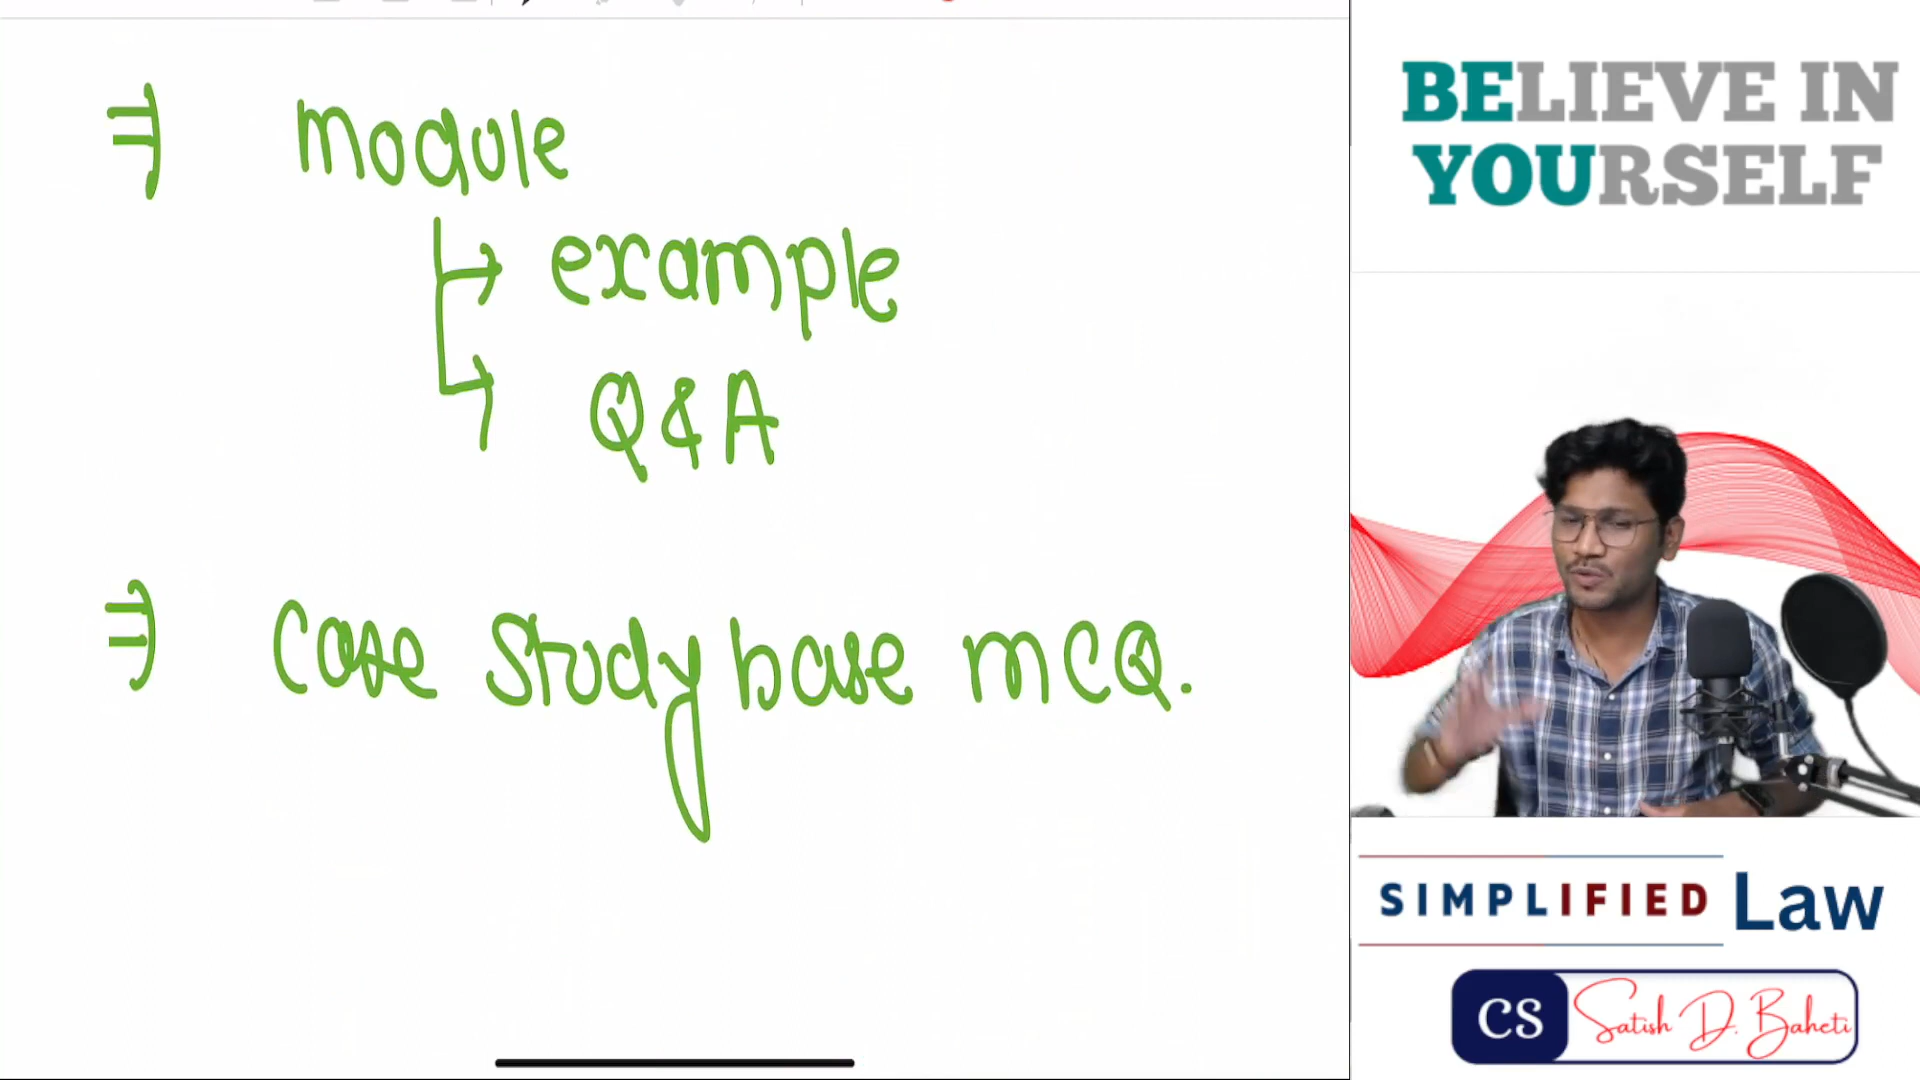 ⇒ module
→ example
→ Q & A
⇒ Case Study base MCQ.
BELIEVE IN
YOURSELF
SIMPLIFIED Law
CS Satish D. Baheti